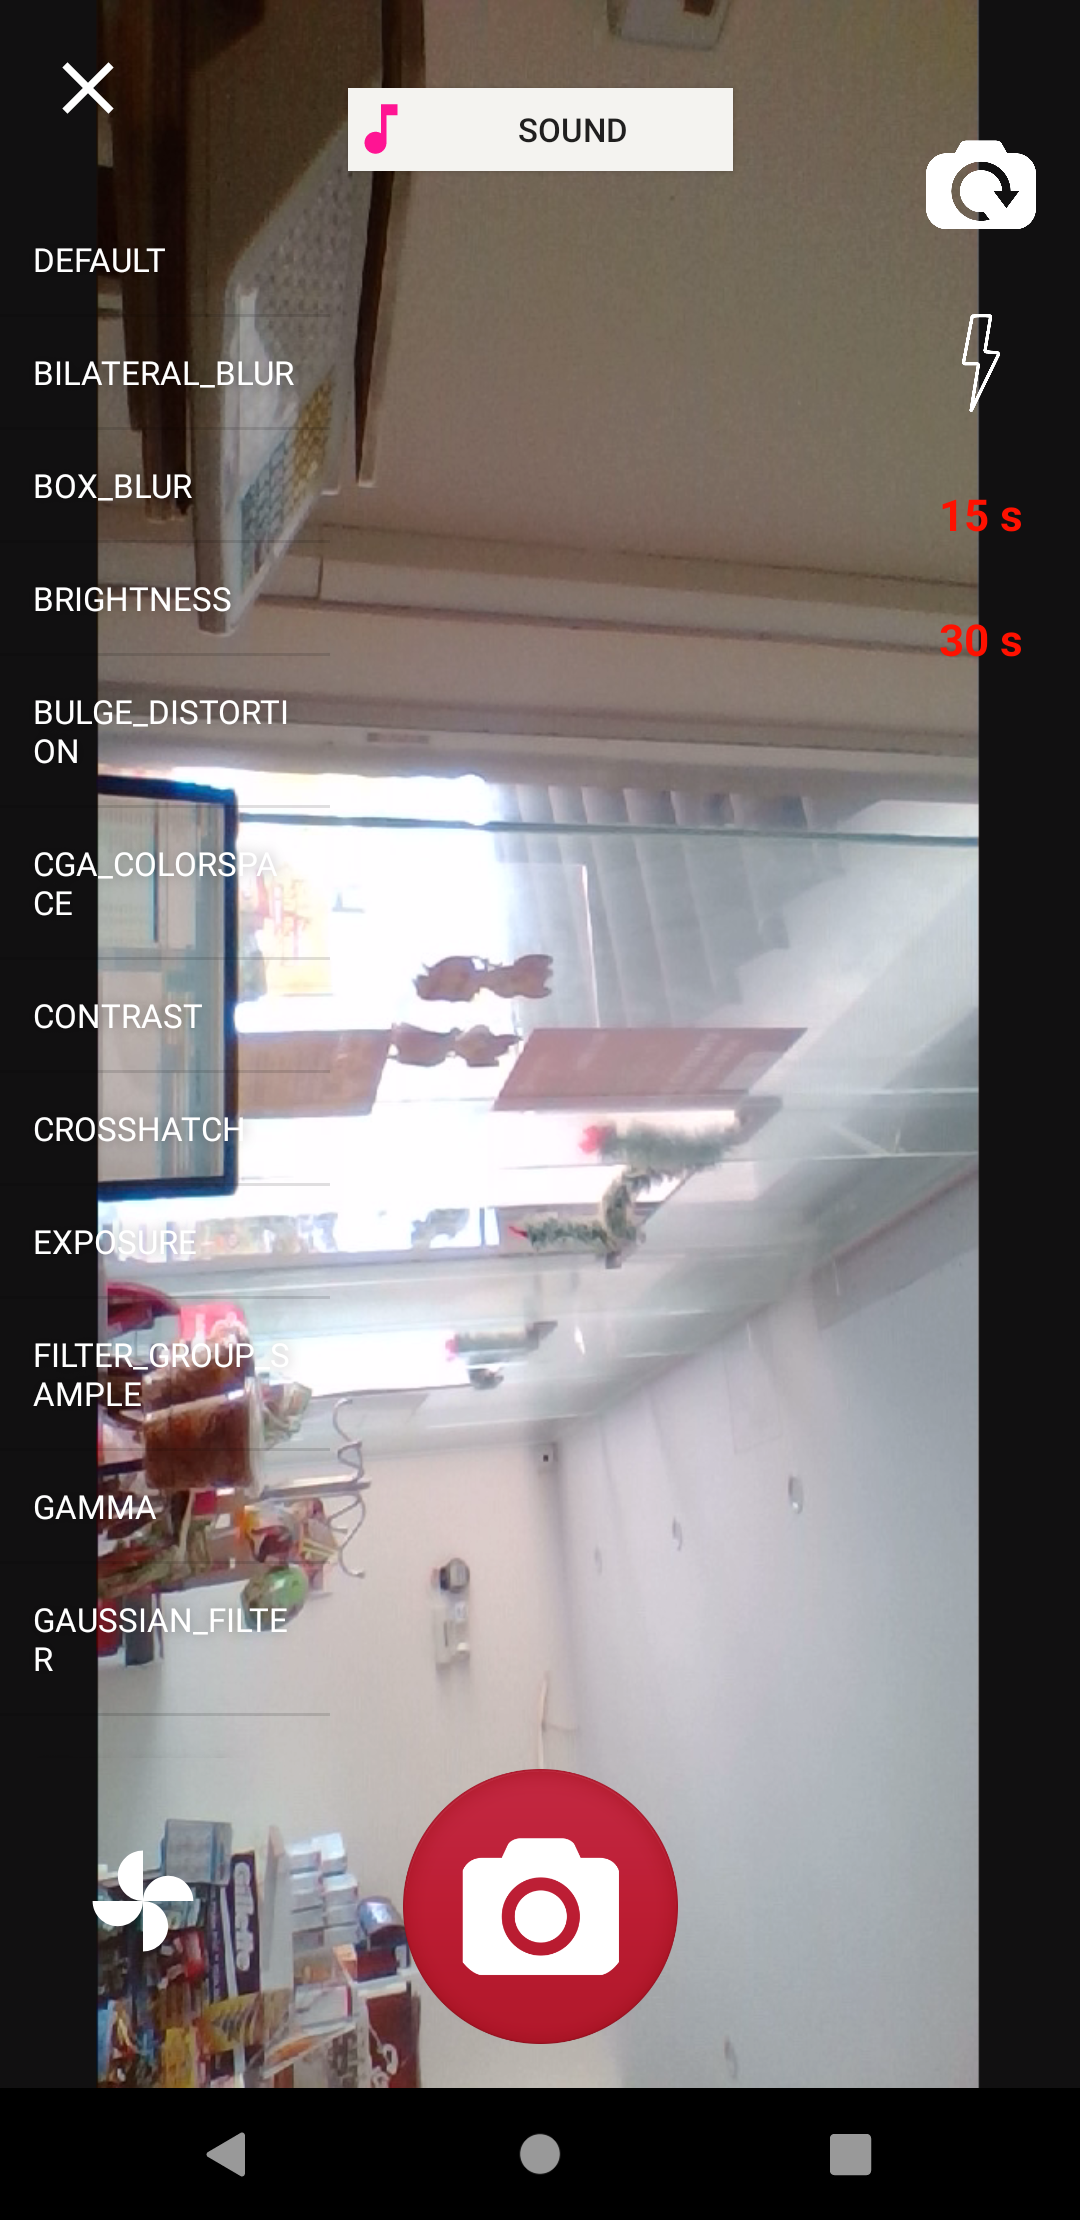 SOUND
DEFAULT
BILATERAL_BLUR
BOX_BLUR
15 s
BRIGHTNESS
30 s
BULGE_DISTORTI
ON
CGA_COLORSPA
CE
CONTRAST
CROSSHATCH
EXPOSURE
FILTER_GROUP_S
AMPLE
GAMMA
GAUSSIAN_FILTE
R